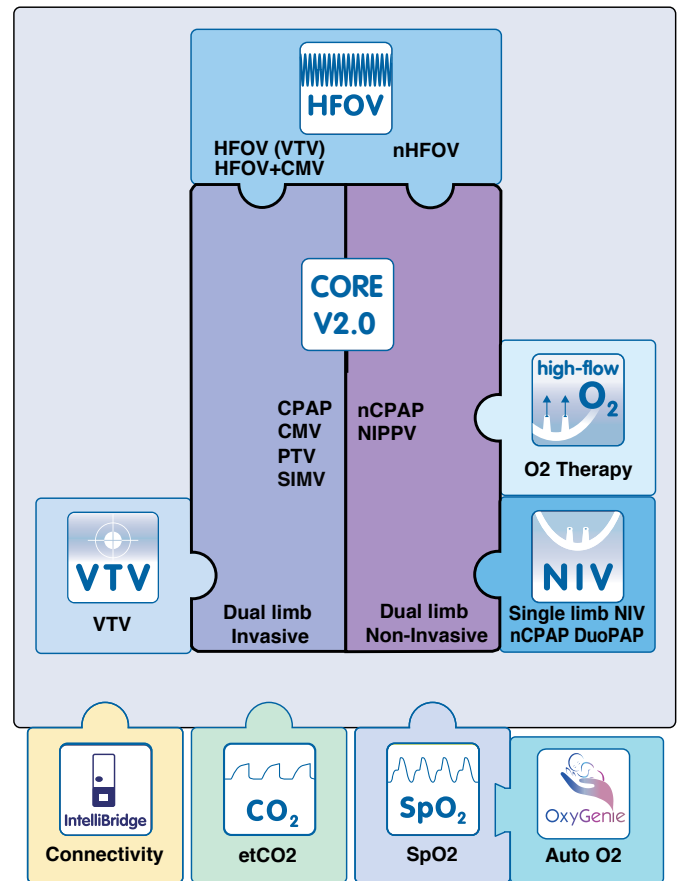 HFOV
HFOV (VTV)
HFOV+CMV
nHFOV
CORE
V2.0
CPAP
CMV
PTV
SIMV
nCPAP
NIPPV
high-flow
O2
O2 Therapy
VTV
VTV
Dual limb
Invasive
Dual limb
Non-Invasive
NIV
Single limb NIV
nCPAP DuoPAP
IntelliBridge
Connectivity
CO2
etCO2
SpO2
SpO2
OxyGenie
Auto O2